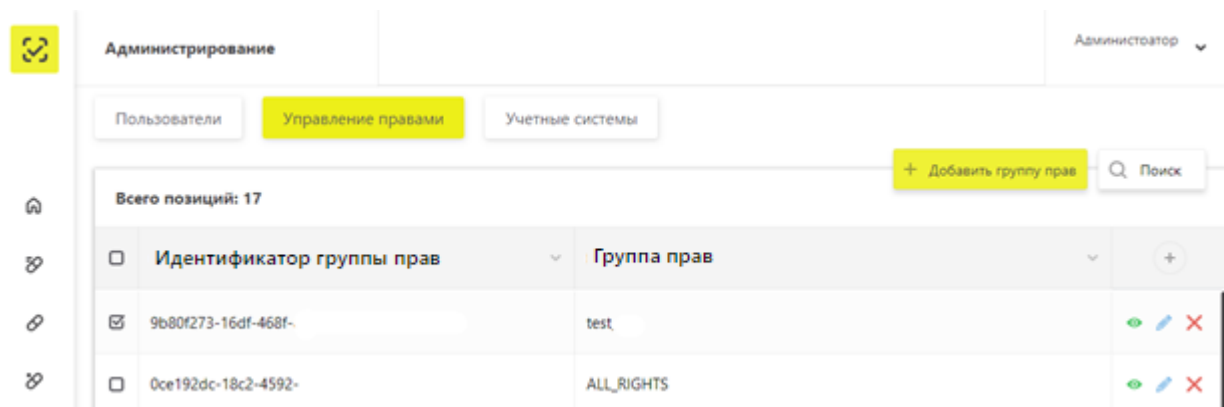 Администрирование
Администоатор
Пользователи Управление правами Учетные системы
+ Добавить группу прав Поиск
Всего позиций: 17
Идентификатор группы прав Группа прав
9b80f273-16df-468f- test
0ce192dc-18c2-4592- ALL_RIGHTS